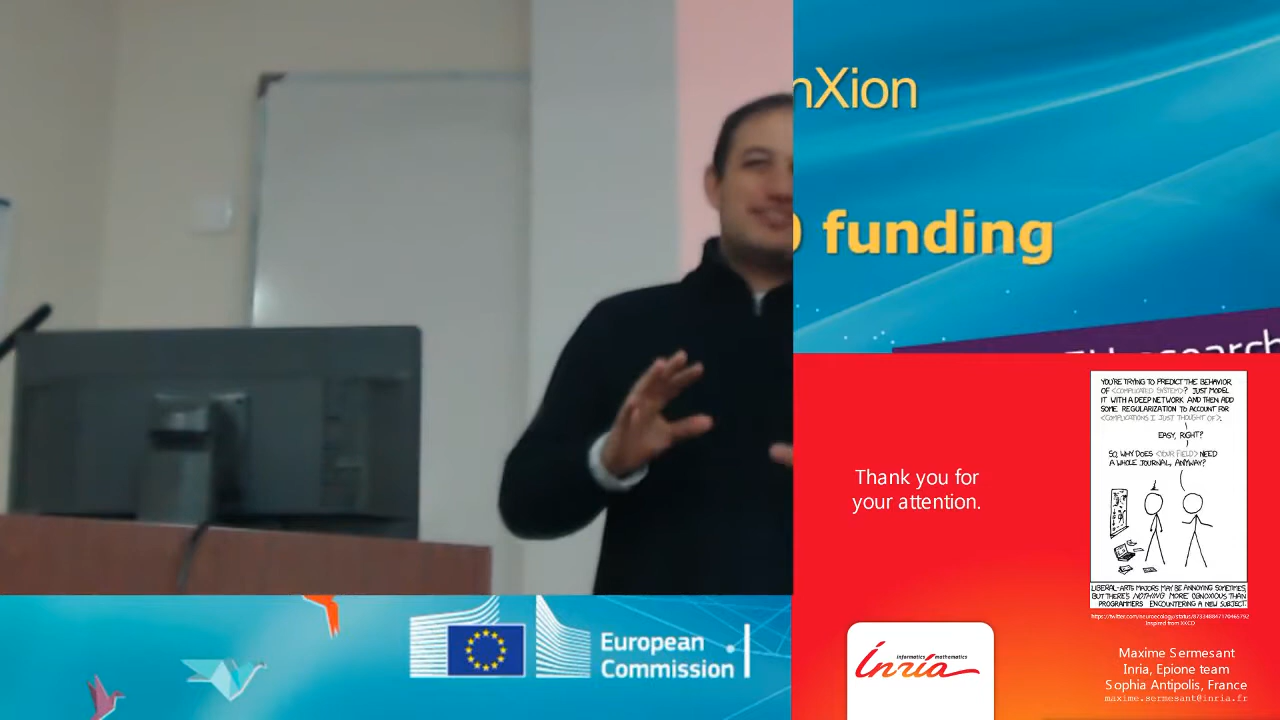 nXion
funding
European
Commission
YOU'RE TRYING TO PREDICT THE BEHAVIOR
OF <COMPLICATED SYSTEM>? JUST MODEL
IT WITH A DEEP NETWORK AND THEN ADD
SOME REGULARIZATION TO ACCOUNT FOR
<COMPLICATIONS I JUST THOUGHT OF>.
EASY, RIGHT?
SO, WHY DOES <YOUR FIELD> NEED
A WHOLE JOURNAL, ANYWAY?
LIBERAL-ARTS MAJORS MAY BE ANNOYING SOMETIMES,
BUT THERE'S NOTHING MORE OBNOXIOUS THAN
PROGRAMMERS ENCOUNTERING A NEW SUBJECT.
Inspired from XKCD
Thank you for
your attention.
informatics mathematics
Inria
Maxime Sermesant
Inria, Epione team
Sophia Antipolis, France
maxime.sermesant@inria.fr